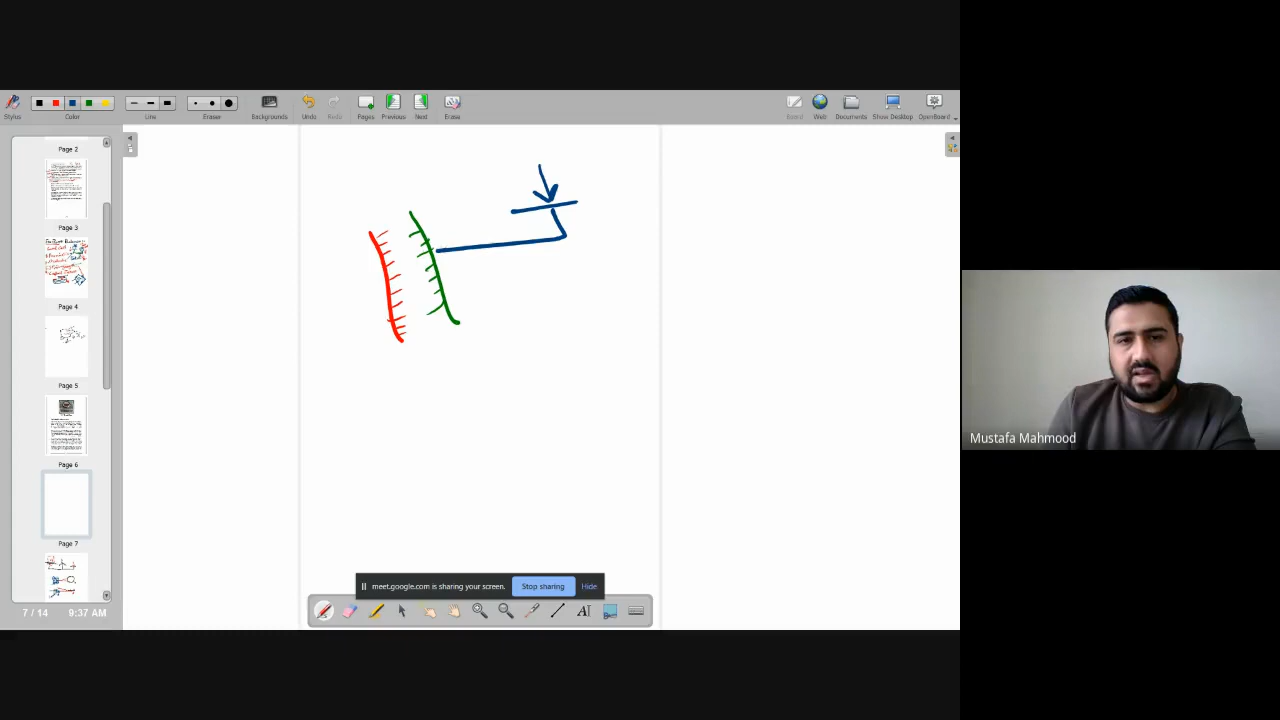 Stylus
Color
Line
Eraser
Backgrounds
Undo
Redo
Pages
Previous
Next
Erase
Board
Web
Documents
Show Desktop
OpenBoard
Page 2
Page 3
Page 4
Page 5
Page 6
Page 7
7 / 14
9:37 AM
meet.google.com is sharing your screen.
Stop sharing
Hide
AI
Mustafa Mahmood